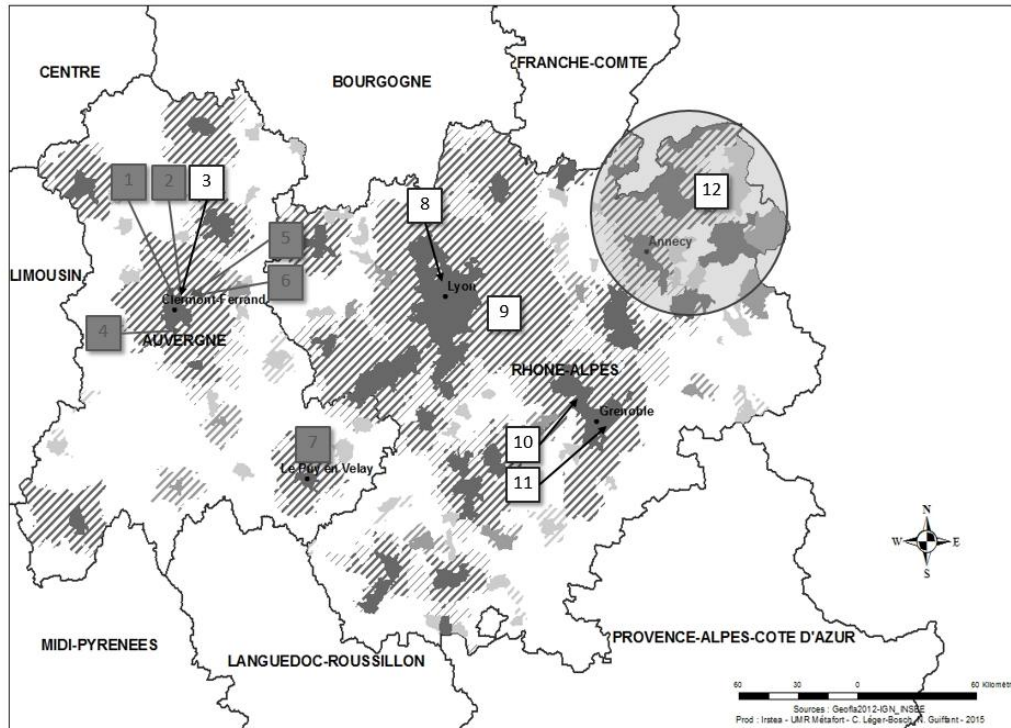 FRANCHE-COMTE
CENTRE
BOURGOGNE
1
2
3
8
12
5
Annecy
LIMOUSIN
6
Lyon
Clermont-Ferrand
9
4
AUVERGNE
RHONE-ALPES
Grenoble
7
10
Le Puy en Velay
11
N
W
E
S
MIDI-PYRENEES
LANGUEDOC-ROUSSILLON
PROVENCE-ALPES-COTE D'AZUR
60 30 0 60 Kilomètr
Sources : Geofla2012-IGN_INSEE
Prod : Irstea - UMR Métafort - C. Léger-Bosch, N. Guiffant - 2015